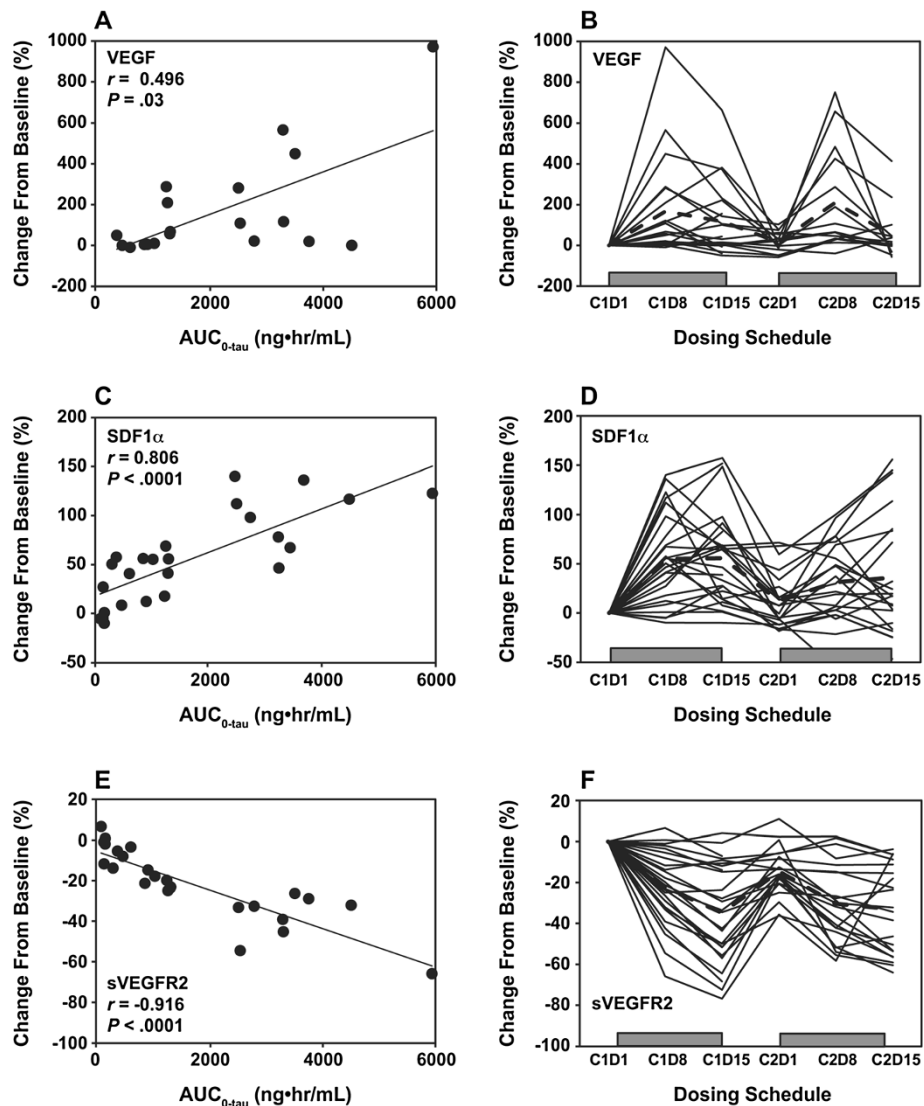 A
VEGF
r = 0.496
P = .03
Change From Baseline (%)
1000
800
600
400
200
0
-200
0 2000 4000 6000
AUC0-tau (ng•hr/mL)
B
VEGF
Change From Baseline (%)
1000
800
600
400
200
0
-200
C1D1 C1D8 C1D15 C2D1 C2D8 C2D15
Dosing Schedule
C
SDF1α
r = 0.806
P < .0001
Change From Baseline (%)
200
150
100
50
0
-50
0 2000 4000 6000
AUC0-tau (ng•hr/mL)
D
SDF1α
Change From Baseline (%)
200
150
100
50
0
-50
C1D1 C1D8 C1D15 C2D1 C2D8 C2D15
Dosing Schedule
E
Change From Baseline (%)
20
0
-20
-40
-60
-80
-100
sVEGFR2
r = -0.916
P < .0001
0 2000 4000 6000
AUC0-tau (ng•hr/mL)
F
Change From Baseline (%)
20
0
-20
-40
-60
-80
-100
sVEGFR2
C1D1 C1D8 C1D15 C2D1 C2D8 C2D15
Dosing Schedule